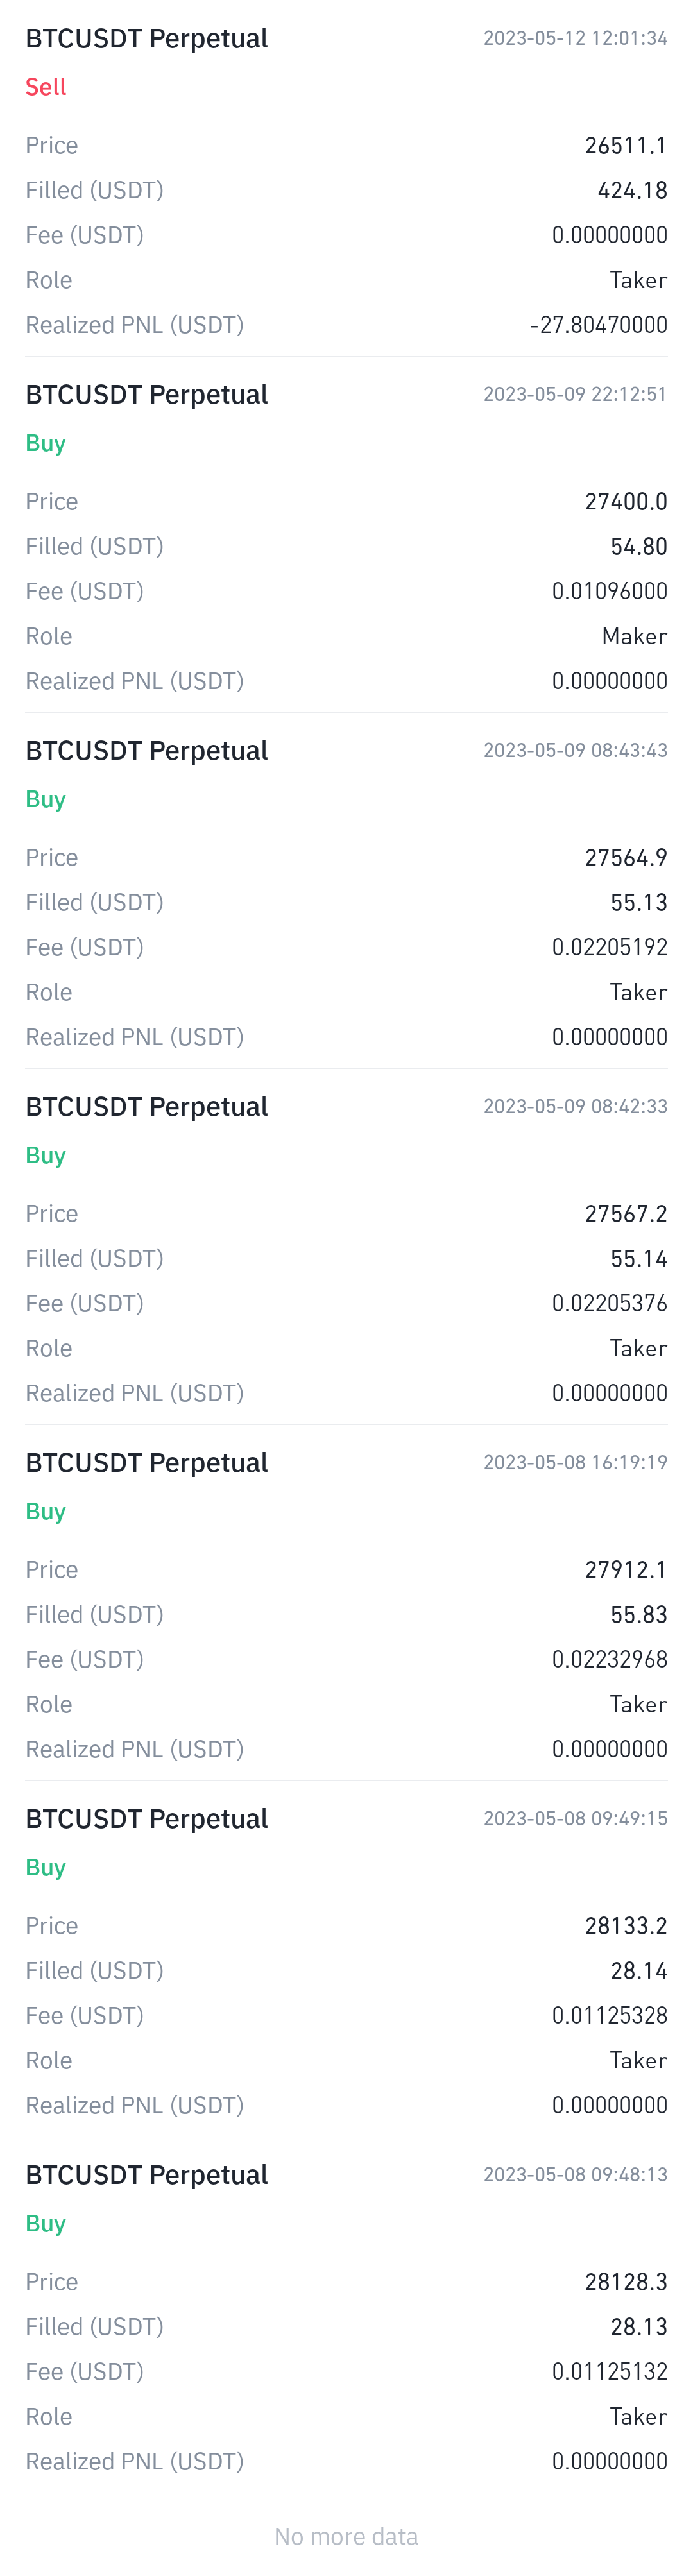 BTCUSDT Perpetual 2023-05-12 12:01:34
Sell
Price 26511.1
Filled (USDT) 424.18
Fee (USDT) 0.00000000
Role Taker
Realized PNL (USDT) -27.80470000
BTCUSDT Perpetual 2023-05-09 22:12:51
Buy
Price 27400.0
Filled (USDT) 54.80
Fee (USDT) 0.01096000
Role Maker
Realized PNL (USDT) 0.00000000
BTCUSDT Perpetual 2023-05-09 08:43:43
Buy
Price 27564.9
Filled (USDT) 55.13
Fee (USDT) 0.02205192
Role Taker
Realized PNL (USDT) 0.00000000
BTCUSDT Perpetual 2023-05-09 08:42:33
Buy
Price 27567.2
Filled (USDT) 55.14
Fee (USDT) 0.02205376
Role Taker
Realized PNL (USDT) 0.00000000
BTCUSDT Perpetual 2023-05-08 16:19:19
Buy
Price 27912.1
Filled (USDT) 55.83
Fee (USDT) 0.02232968
Role Taker
Realized PNL (USDT) 0.00000000
BTCUSDT Perpetual 2023-05-08 09:49:15
Buy
Price 28133.2
Filled (USDT) 28.14
Fee (USDT) 0.01125328
Role Taker
Realized PNL (USDT) 0.00000000
BTCUSDT Perpetual 2023-05-08 09:48:13
Buy
Price 28128.3
Filled (USDT) 28.13
Fee (USDT) 0.01125132
Role Taker
Realized PNL (USDT) 0.00000000
No more data